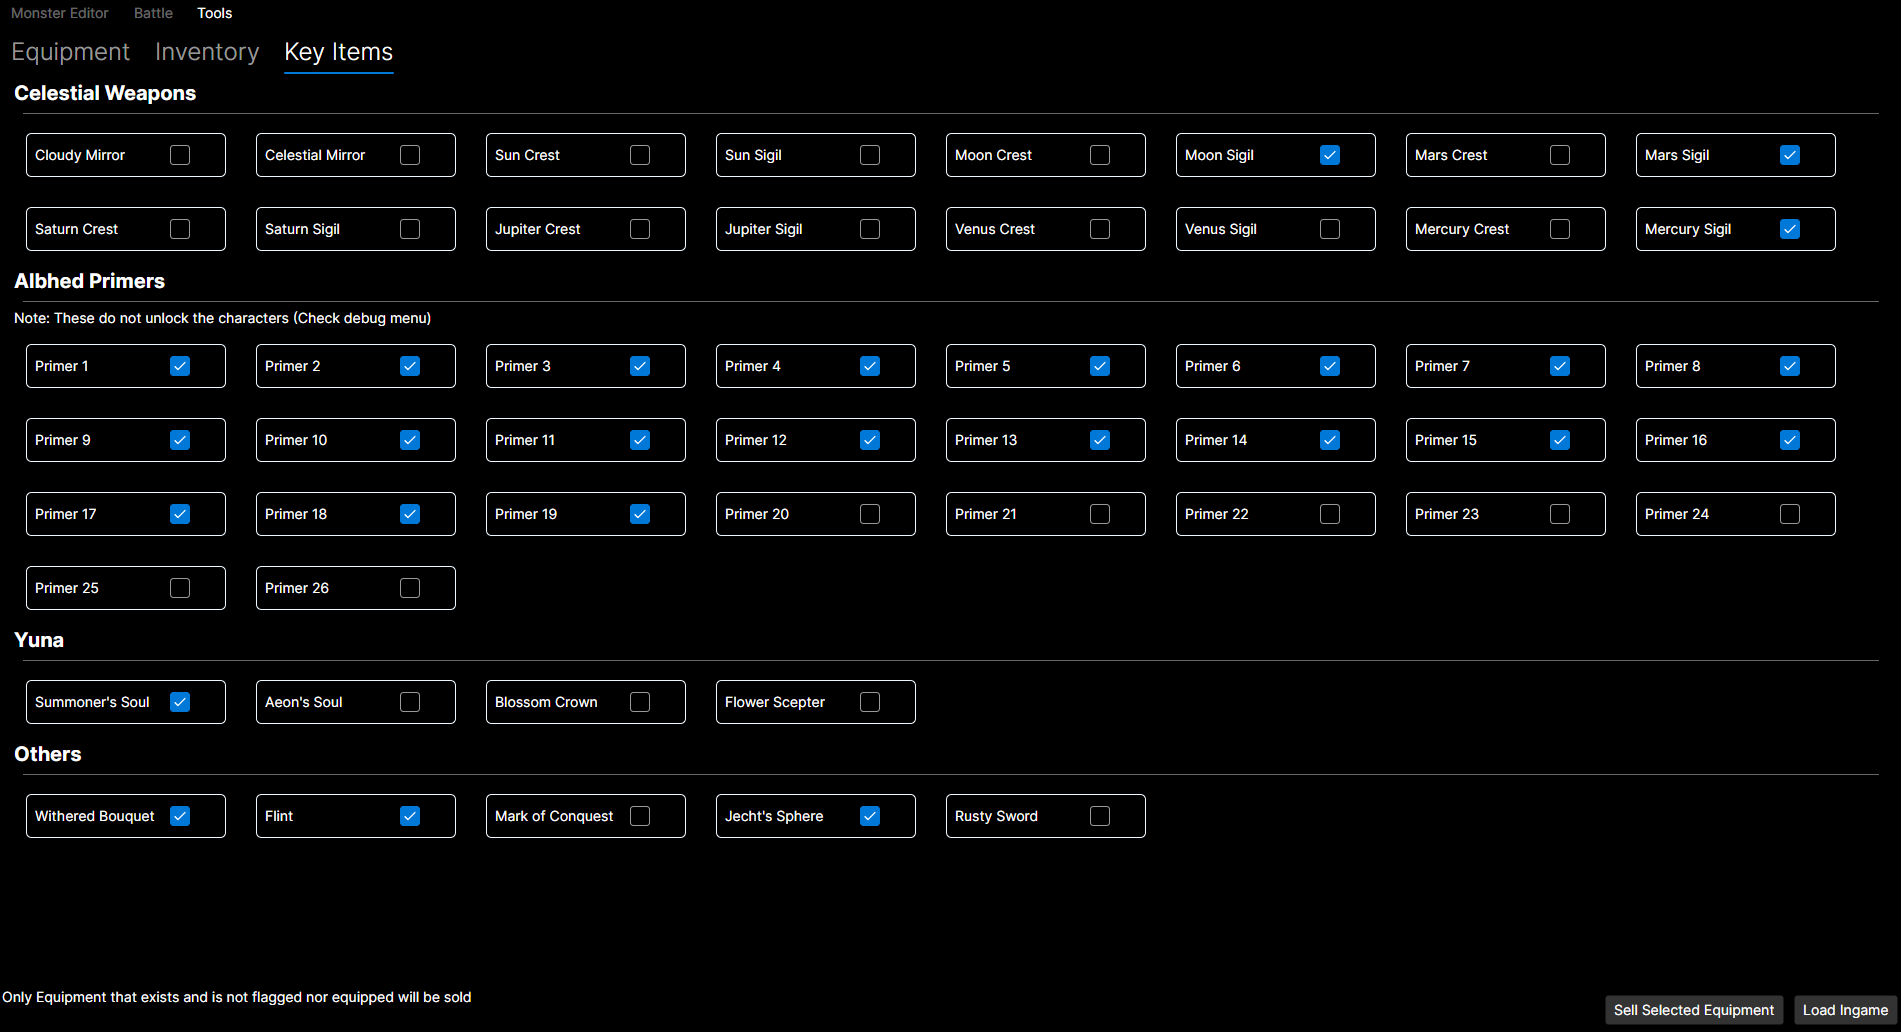 Monster Editor Battle Tools
Equipment Inventory Key Items
Celestial Weapons
Cloudy Mirror Celestial Mirror Sun Crest Sun Sigil Moon Crest Moon Sigil Mars Crest Mars Sigil
Saturn Crest Saturn Sigil Jupiter Crest Jupiter Sigil Venus Crest Venus Sigil Mercury Crest Mercury Sigil
Albhed Primers
Note: These do not unlock the characters (Check debug menu)
Primer 1 Primer 2 Primer 3 Primer 4 Primer 5 Primer 6 Primer 7 Primer 8
Primer 9 Primer 10 Primer 11 Primer 12 Primer 13 Primer 14 Primer 15 Primer 16
Primer 17 Primer 18 Primer 19 Primer 20 Primer 21 Primer 22 Primer 23 Primer 24
Primer 25 Primer 26
Yuna
Summoner's Soul Aeon's Soul Blossom Crown Flower Scepter
Others
Withered Bouquet Flint Mark of Conquest Jecht's Sphere Rusty Sword
Only Equipment that exists and is not flagged nor equipped will be sold
Sell Selected Equipment Load Ingame